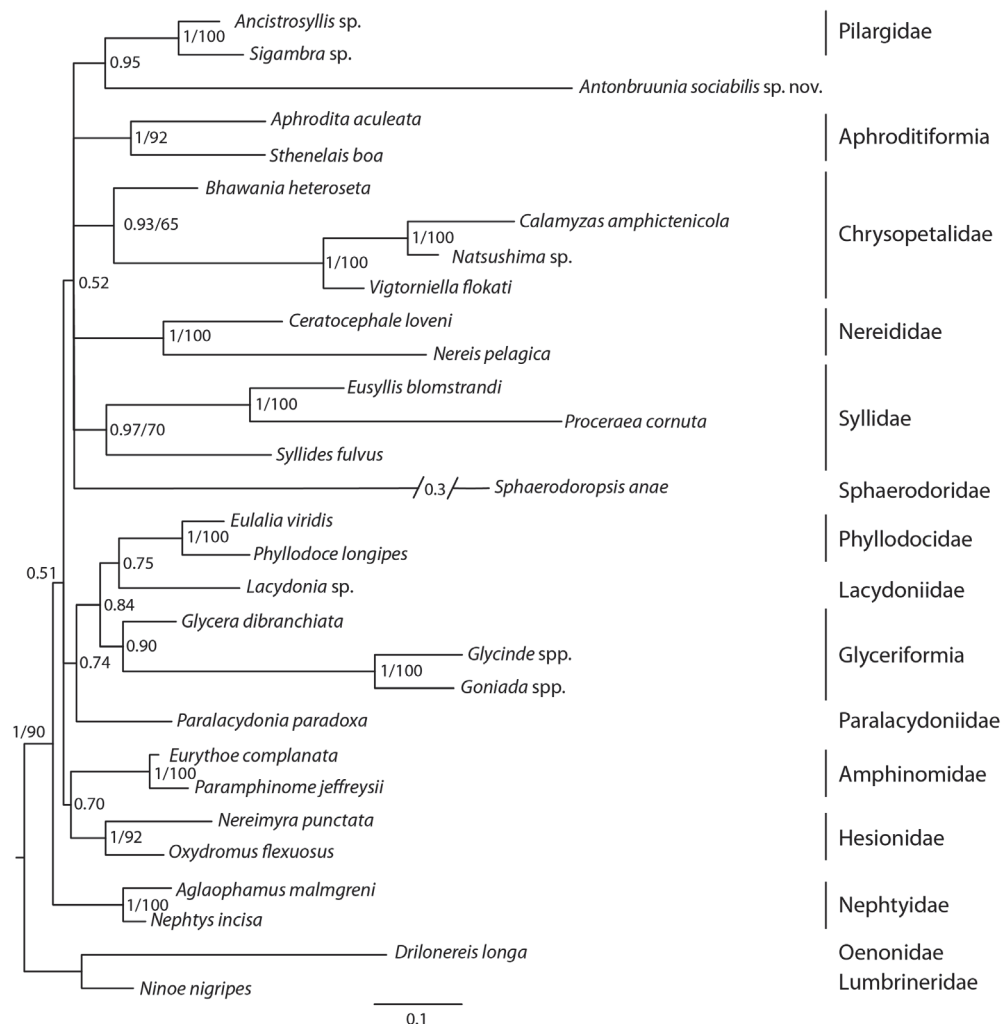 Ancistrosyllis sp.
Pilargidae
1/100
Sigambra sp.
0.95
Antonbruunia sociabilis sp. nov.
Aphrodita aculeata
1/92
Aphroditiformia
Sthenelais boa
Bhawania heteroseta
0.93/65
Calamyzas amphictenicola
Chrysopetalidae
1/100
Natsushima sp.
1/100
0.52
Vigtorniella flokati
Ceratocephale loveni
1/100
Nereididae
Nereis pelagica
Eusyllis blomstrandi
1/100
Syllidae
Proceraea cornuta
0.97/70
Syllides fulvus
0.3
Sphaerodoropsis anae
Sphaerodoridae
Eulalia viridis
1/100
Phyllodocidae
Phyllodoce longipes
0.75
0.51
Lacydonia sp.
Lacydoniidae
0.84
Glycera dibranchiata
0.90
Glycinde spp.
Glyceriformia
0.74
1/100
Goniada spp.
Paralacydonia paradoxa
Paralacydoniidae
1/90
Eurythoe complanata
1/100
Amphinomidae
Paramphinome jeffreysii
0.70
Nereimyra punctata
1/92
Hesionidae
Oxydromus flexuosus
Aglaophamus malmgreni
1/100
Nephtyidae
Nephtys incisa
Drilonereis longa
Oenonidae
Ninoe nigripes
Lumbrineridae
0.1